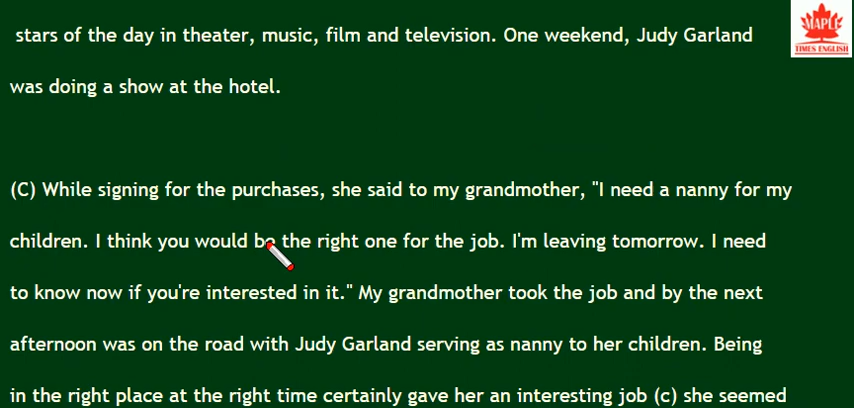 stars of the day in theater, music, film and television. One weekend, Judy Garland
was doing a show at the hotel.
(C) While signing for the purchases, she said to my grandmother, "I need a nanny for my
children. I think you would be the right one for the job. I'm leaving tomorrow. I need
to know now if you're interested in it." My grandmother took the job and by the next
afternoon was on the road with Judy Garland serving as nanny to her children. Being
in the right place at the right time certainly gave her an interesting job (c) she seemed
MAPLE
TIMES ENGLISH